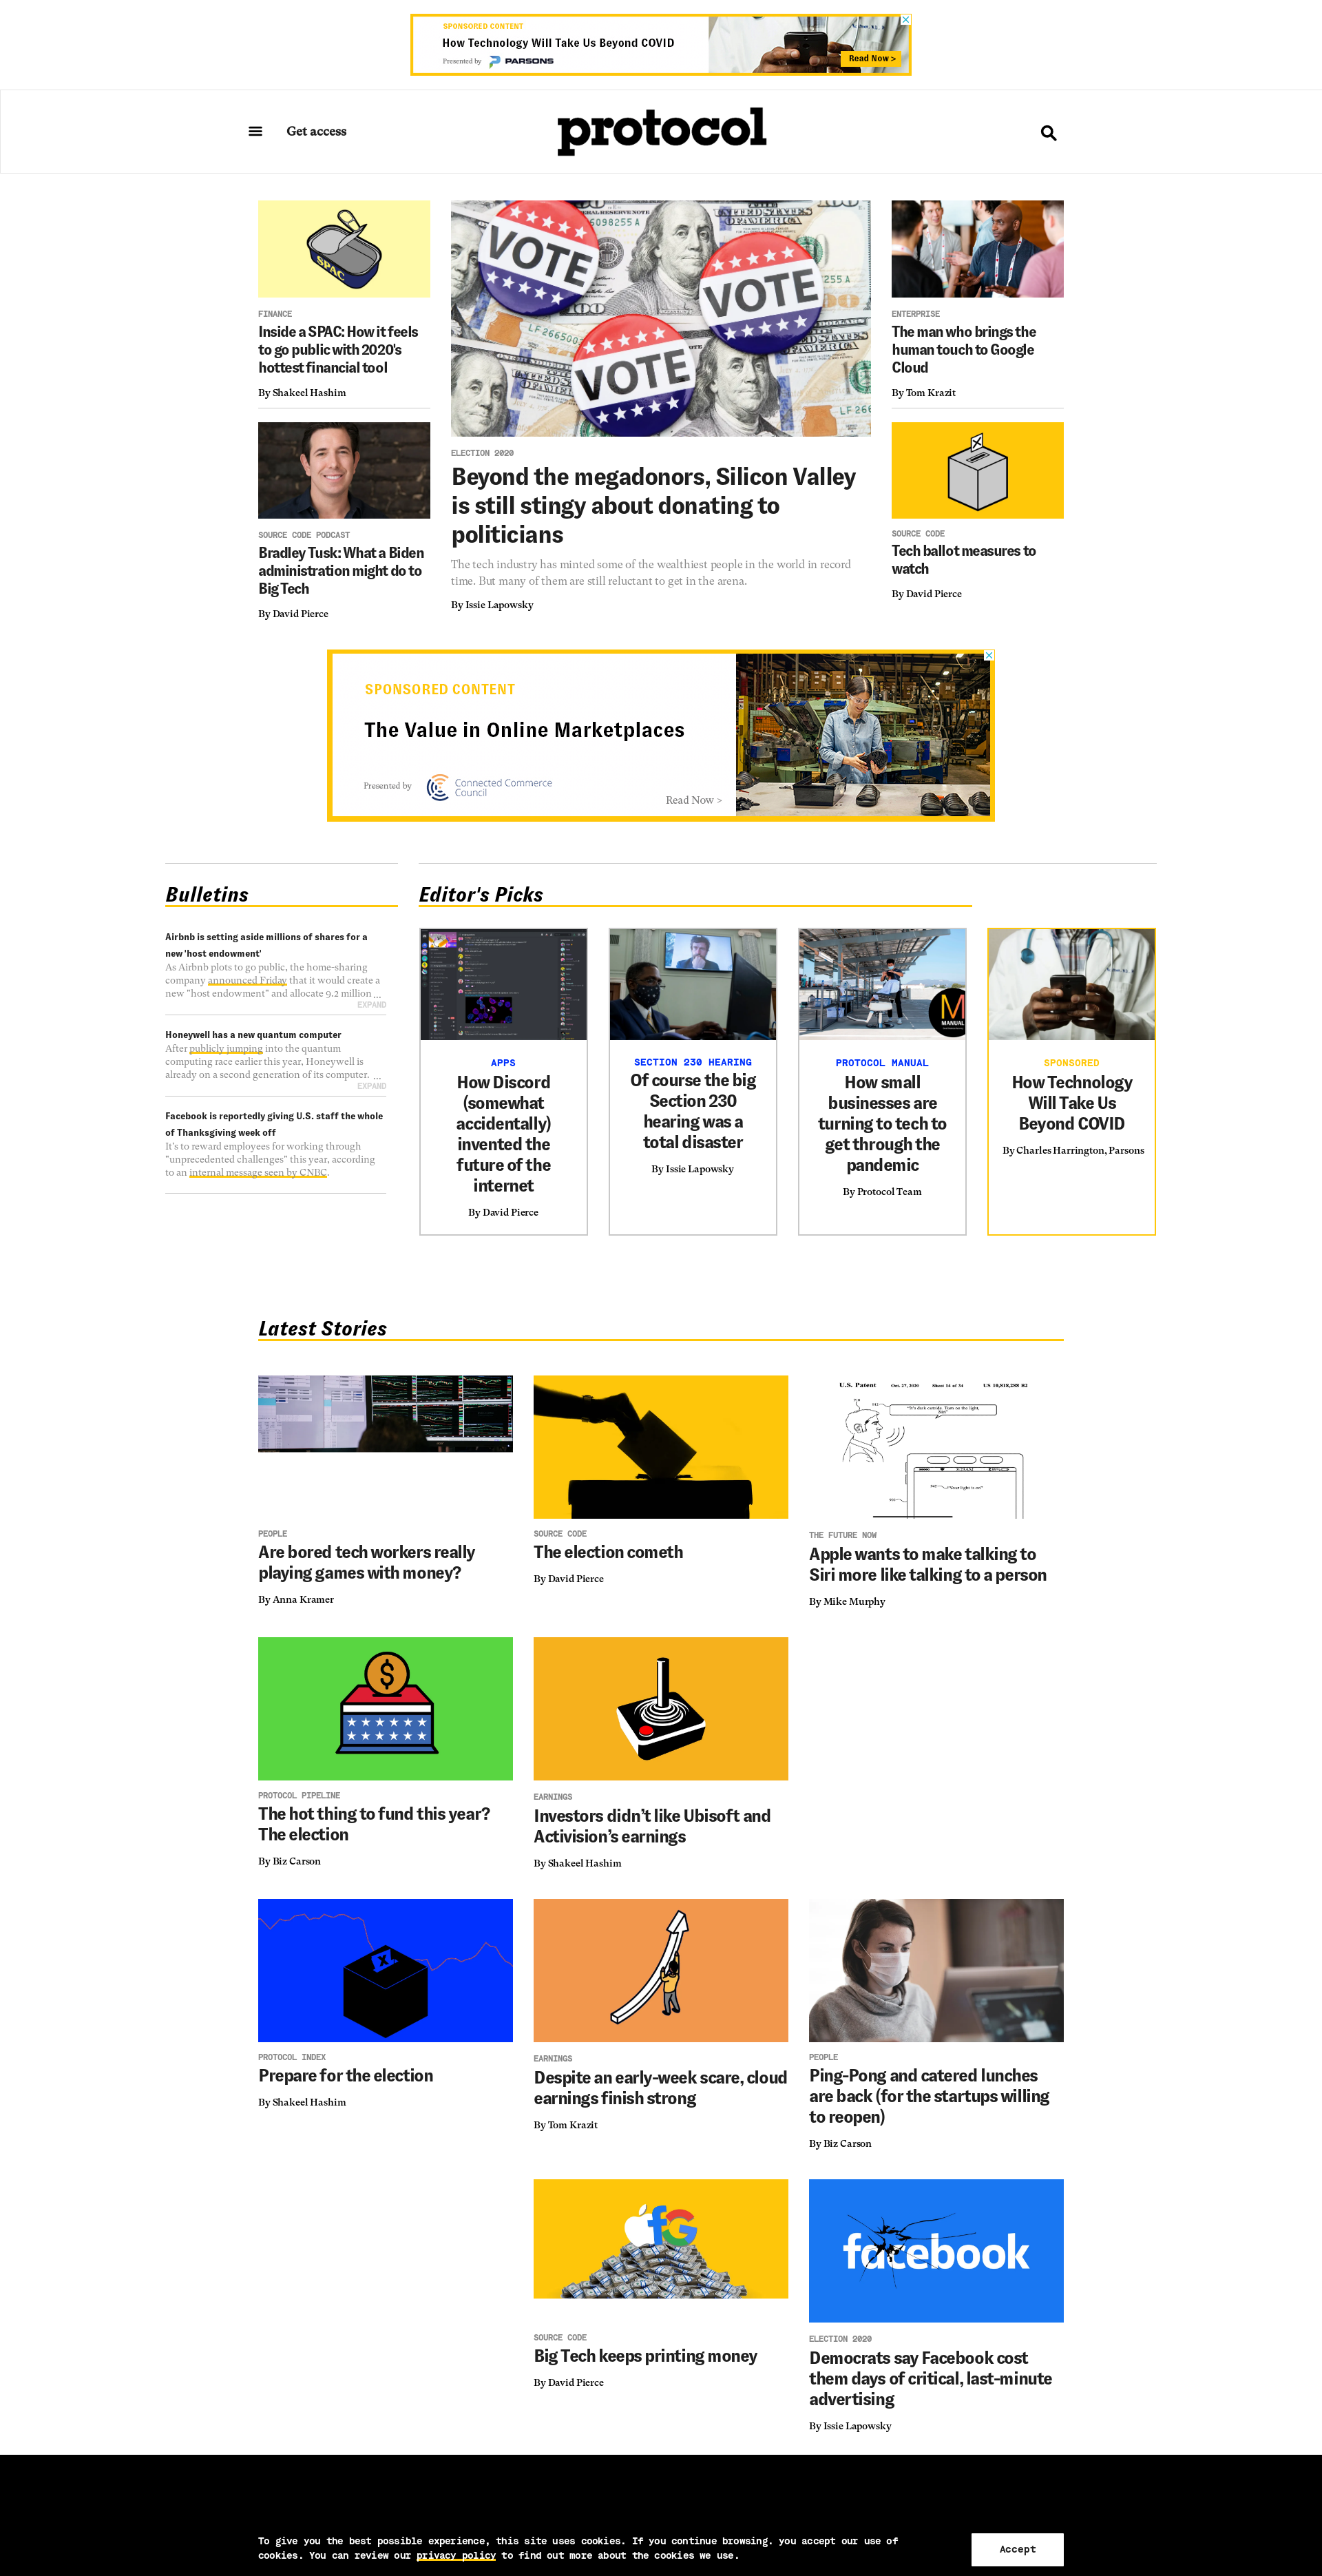 SPONSORED CONTENT
How Technology Will Take Us Beyond COVID
Presented by PARSONS
Read Now >
Get access
protocol
SPAC
FINANCE
Inside a SPAC: How it feels
to go public with 2020's
hottest financial tool
By Shakeel Hashim
SOURCE CODE PODCAST
Bradley Tusk: What a Biden
administration might do to
Big Tech
By David Pierce
VOTE
VOTE
VOTE
ELECTION 2020
Beyond the megadonors, Silicon Valley
is still stingy about donating to
politicians
The tech industry has minted some of the wealthiest people in the world in record
time. But many of them are still reluctant to get in the arena.
By Issie Lapowsky
ENTERPRISE
The man who brings the
human touch to Google
Cloud
By Tom Krazit
SOURCE CODE
Tech ballot measures to
watch
By David Pierce
SPONSORED CONTENT
The Value in Online Marketplaces
Presented by
Connected Commerce
Council
Read Now >
Bulletins
Airbnb is setting aside millions of shares for a
new 'host endowment'
As Airbnb plots to go public, the home-sharing
company announced Friday that it would create a
new "host endowment" and allocate 9.2 million ...
EXPAND
Honeywell has a new quantum computer
After publicly jumping into the quantum
computing race earlier this year, Honeywell is
already on a second generation of its computer. ...
EXPAND
Facebook is reportedly giving U.S. staff the whole
of Thanksgiving week off
It's to reward employees for working through
"unprecedented challenges" this year, according
to an internal message seen by CNBC.
Editor's Picks
APPS
How Discord
(somewhat
accidentally)
invented the
future of the
internet
By David Pierce
SECTION 230 HEARING
Of course the big
Section 230
hearing was a
total disaster
By Issie Lapowsky
M
MANUAL
PROTOCOL MANUAL
How small
businesses are
turning to tech to
get through the
pandemic
By Protocol Team
SPONSORED
How Technology
Will Take Us
Beyond COVID
By Charles Harrington, Parsons
Latest Stories
PEOPLE
Are bored tech workers really
playing games with money?
By Anna Kramer
SOURCE CODE
The election cometh
By David Pierce
U.S. Patent Oct. 27, 2020 Sheet 14 of 34 US 10,818,288 B2
THE FUTURE NOW
Apple wants to make talking to
Siri more like talking to a person
By Mike Murphy
PROTOCOL PIPELINE
The hot thing to fund this year?
The election
By Biz Carson
EARNINGS
Investors didn’t like Ubisoft and
Activision’s earnings
By Shakeel Hashim
PROTOCOL INDEX
Prepare for the election
By Shakeel Hashim
EARNINGS
Despite an early-week scare, cloud
earnings finish strong
By Tom Krazit
PEOPLE
Ping-Pong and catered lunches
are back (for the startups willing
to reopen)
By Biz Carson
SOURCE CODE
Big Tech keeps printing money
By David Pierce
facebook
ELECTION 2020
Democrats say Facebook cost
them days of critical, last-minute
advertising
By Issie Lapowsky
To give you the best possible experience, this site uses cookies. If you continue browsing. you accept our use of
cookies. You can review our privacy policy to find out more about the cookies we use.
Accept